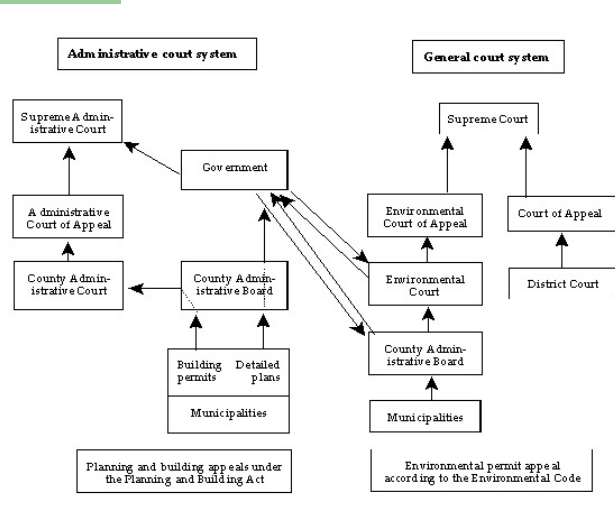 Administrative court system
General court system
Supreme Admin-
istrative Court
Supreme Court
Government
Administrative
Court of Appeal
Environmental
Court of Appeal
Court of Appeal
County Admin-
istrative Court
County Admin-
istrative Board
Environmental
Court
District Court
County Admin-
istrative Board
Building
permits
Detailed
plans
Municipalities
Municipalities
Planning and building appeals under
the Planning and Building Act
Environmental permit appeal
according to the Environmental Code